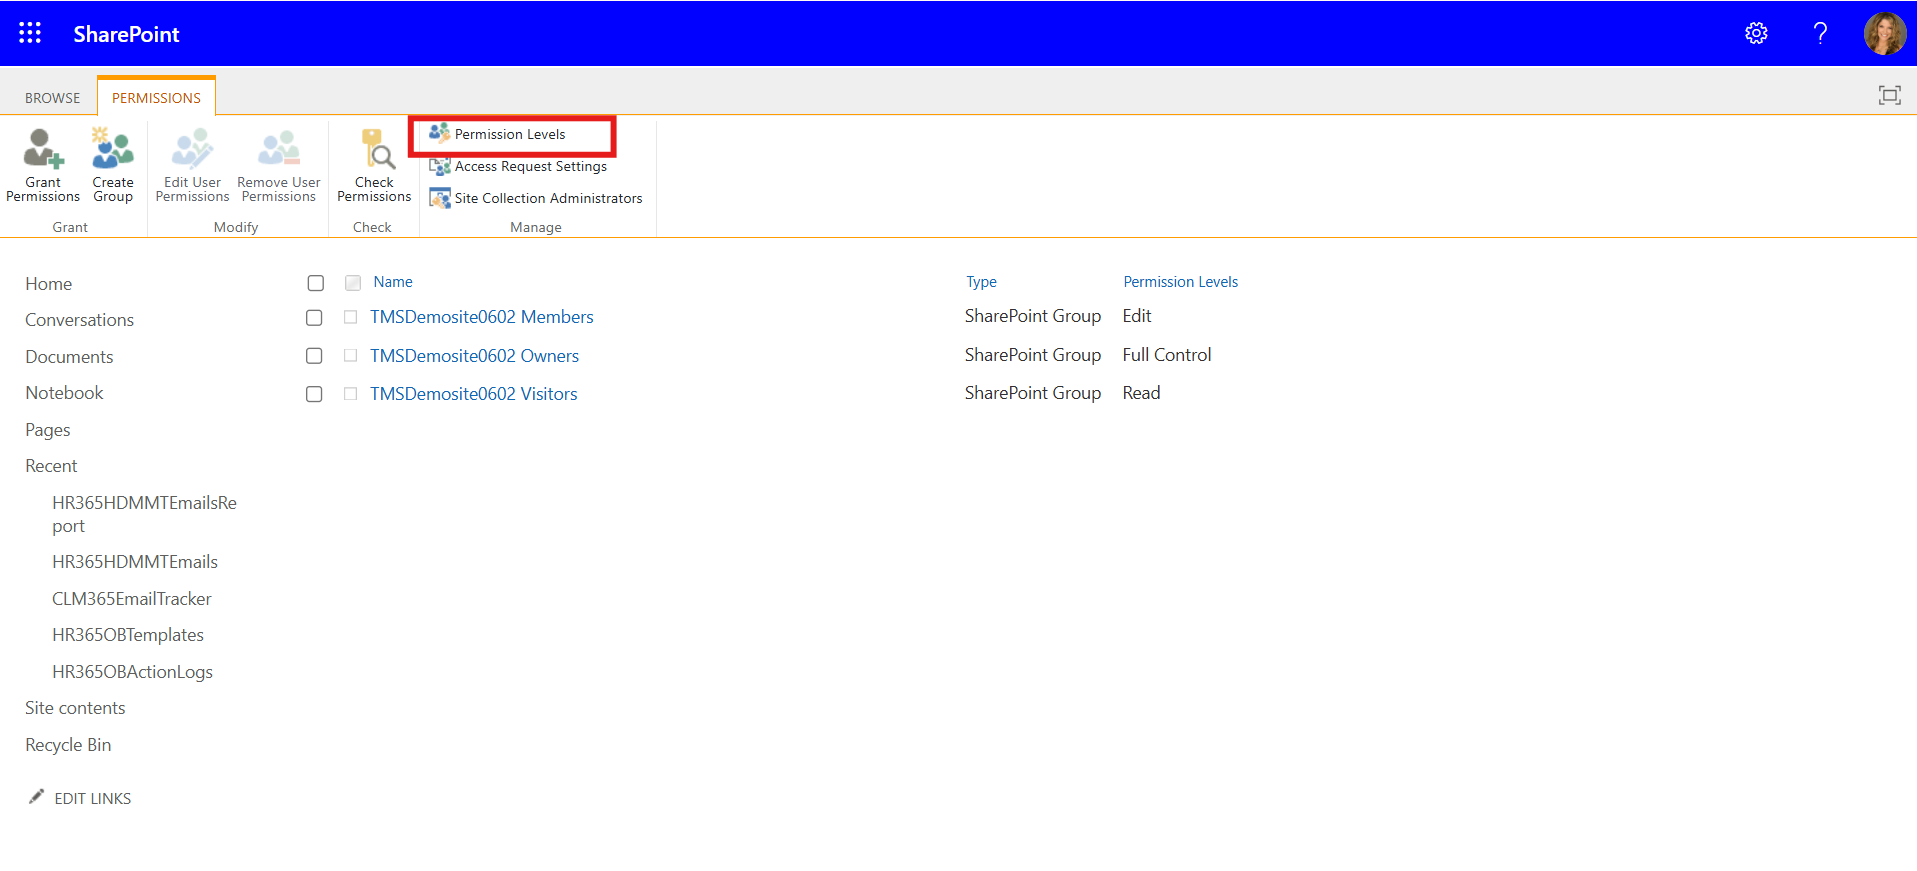 SharePoint
BROWSE PERMISSIONS
Grant Permissions
Create Group
Grant
Edit User Permissions
Remove User Permissions
Modify
Check Permissions
Check
Permission Levels
Access Request Settings
Site Collection Administrators
Manage
Home
Conversations
Documents
Notebook
Pages
Recent
HR365HDMMTEmailsRe
port
HR365HDMMTEmails
CLM365EmailTracker
HR365OBTemplates
HR365OBActionLogs
Site contents
Recycle Bin
EDIT LINKS
Name Type Permission Levels
TMSDemosite0602 Members SharePoint Group Edit
TMSDemosite0602 Owners SharePoint Group Full Control
TMSDemosite0602 Visitors SharePoint Group Read